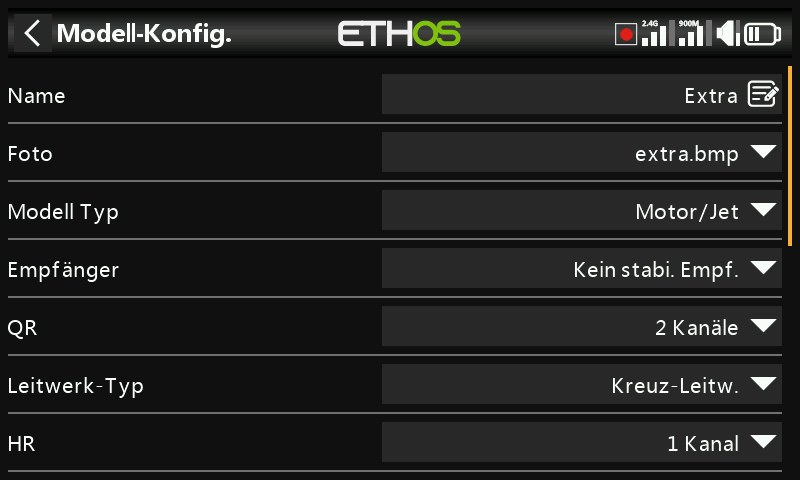 Modell-Konfig.
ETHOS
2.4G
900M
Name
Extra
Foto
extra.bmp
Modell Typ
Motor/Jet
Empfänger
Kein stabi. Empf.
QR
2 Kanäle
Leitwerk-Typ
Kreuz-Leitw.
HR
1 Kanal